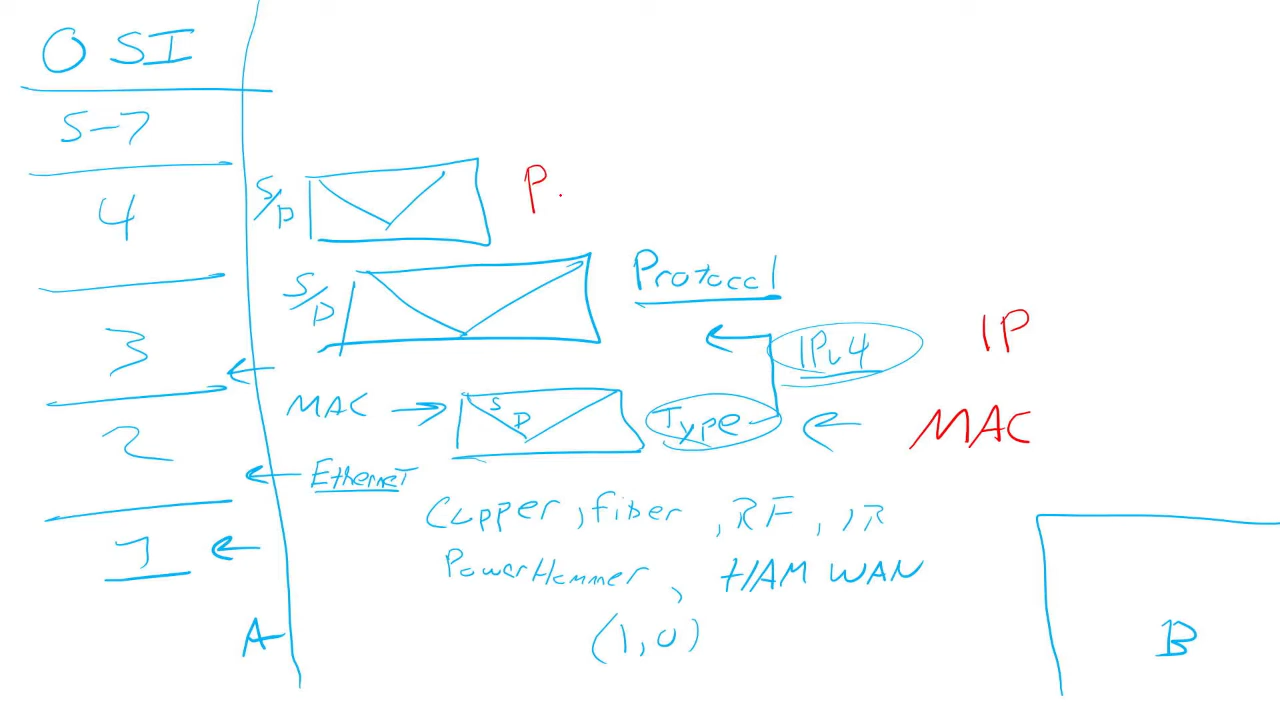 OSI
5-7
4
S/D
P.
S/D
Protocol
3
IPv4
IP
MAC
S
D
Type
MAC
2
Ethernet
Copper, fiber, RF, IR
1
PowerHammer, HAM WAN
A
(1,0)
B